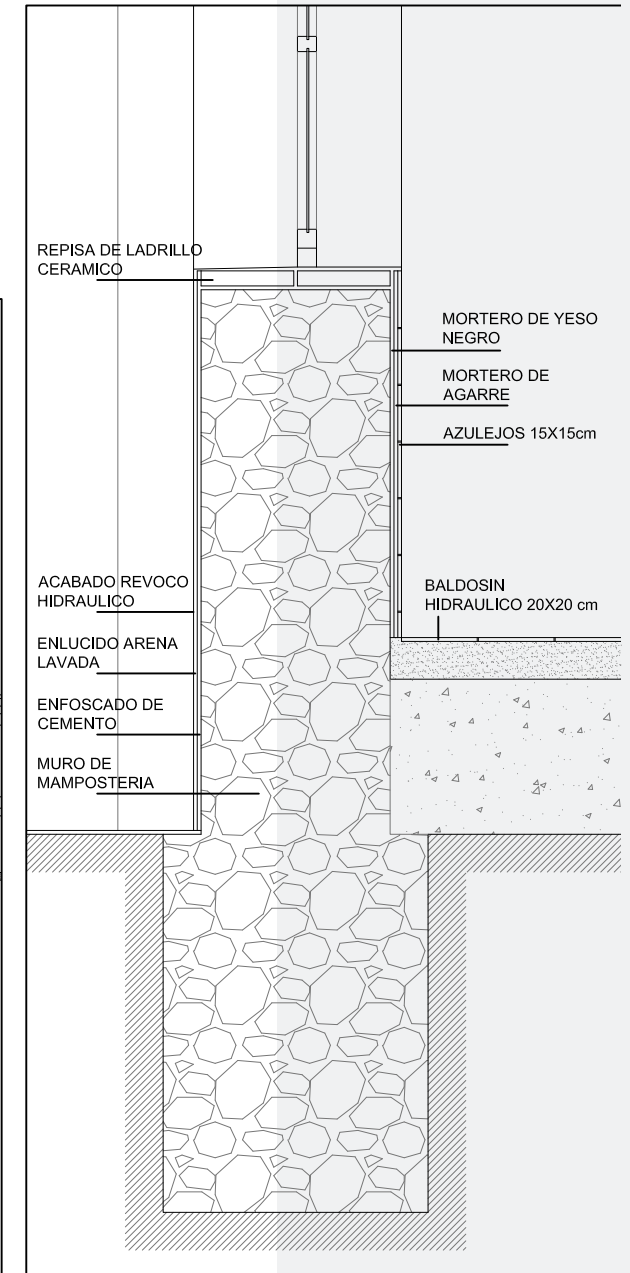 REPISA DE LADRILLO
CERAMICO
MORTERO DE YESO
NEGRO
MORTERO DE
AGARRE
AZULEJOS 15X15cm
ACABADO REVOCO
HIDRAULICO
BALDOSIN
HIDRAULICO 20X20 cm
ENLUCIDO ARENA
LAVADA
ENFOSCADO DE
CEMENTO
MURO DE
MAMPOSTERIA